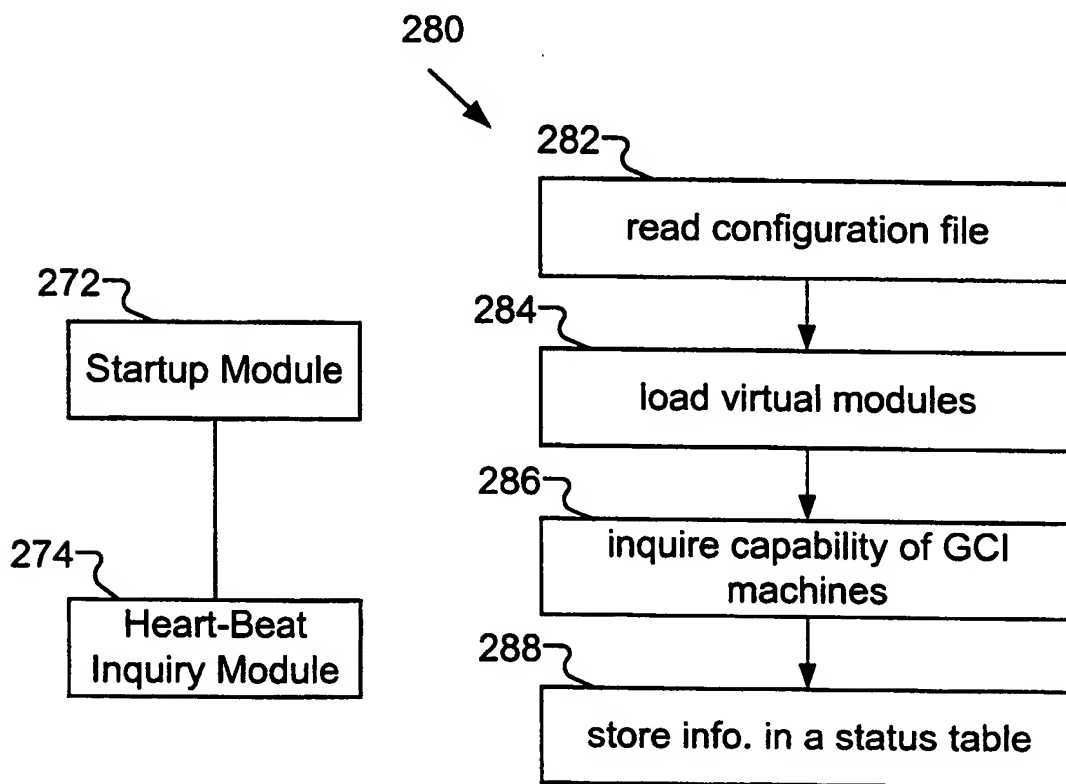 280
282
read configuration file
272
284
Startup Module
load virtual modules
286
274
inquire capability of GCI
machines
Heart-Beat
Inquiry Module
288
store info. in a status table